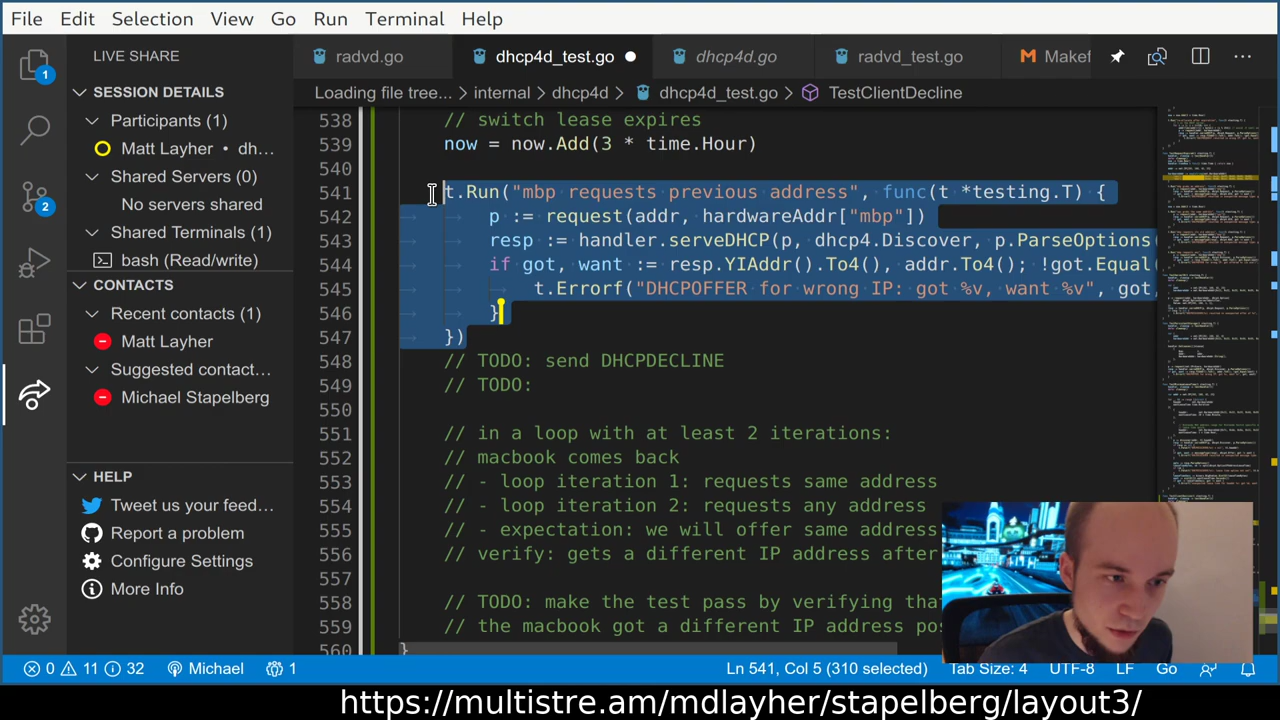 File Edit Selection View Go Run Terminal Help
1
LIVE SHARE
SESSION DETAILS
Participants (1)
Matt Layher • dh...
Shared Servers (0)
No servers shared
Shared Terminals (1)
bash (Read/write)
CONTACTS
Recent contacts (1)
Matt Layher
Suggested contact...
Michael Stapelberg
HELP
Tweet us your feed...
Report a problem
Configure Settings
More Info
2
radvd.go dhcp4d_test.go dhcp4d.go radvd_test.go Makef
Loading file tree... > internal > dhcp4d > dhcp4d_test.go > TestClientDecline
538 // switch lease expires
539 now = now.Add(3 * time.Hour)
540
541 t.Run("mbp requests previous address", func(t *testing.T) {
542 p := request(addr, hardwareAddr["mbp"])
543 resp := handler.serveDHCP(p, dhcp4.Discover, p.ParseOptions(
544 if got, want := resp.YIAddr().To4(), addr.To4(); !got.Equal(
545 t.Errorf("DHCPOFFER for wrong IP: got %v, want %v", got,
546 }
547 })
548 // TODO: send DHCPDECLINE
549 // TODO:
550
551 // in a loop with at least 2 iterations:
552 // macbook comes back
553 // - loop iteration 1: requests same address
554 // - loop iteration 2: requests any address
555 // - expectation: we will offer same address
556 // verify: gets a different IP address after
557
558 // TODO: make the test pass by verifying tha
559 // the macbook got a different IP address po
560 }
0 11 32 Michael 1 Ln 541, Col 5 (310 selected) Tab Size: 4 UTF-8 LF Go
https://multistre.am/mdlayher/stapelberg/layout3/